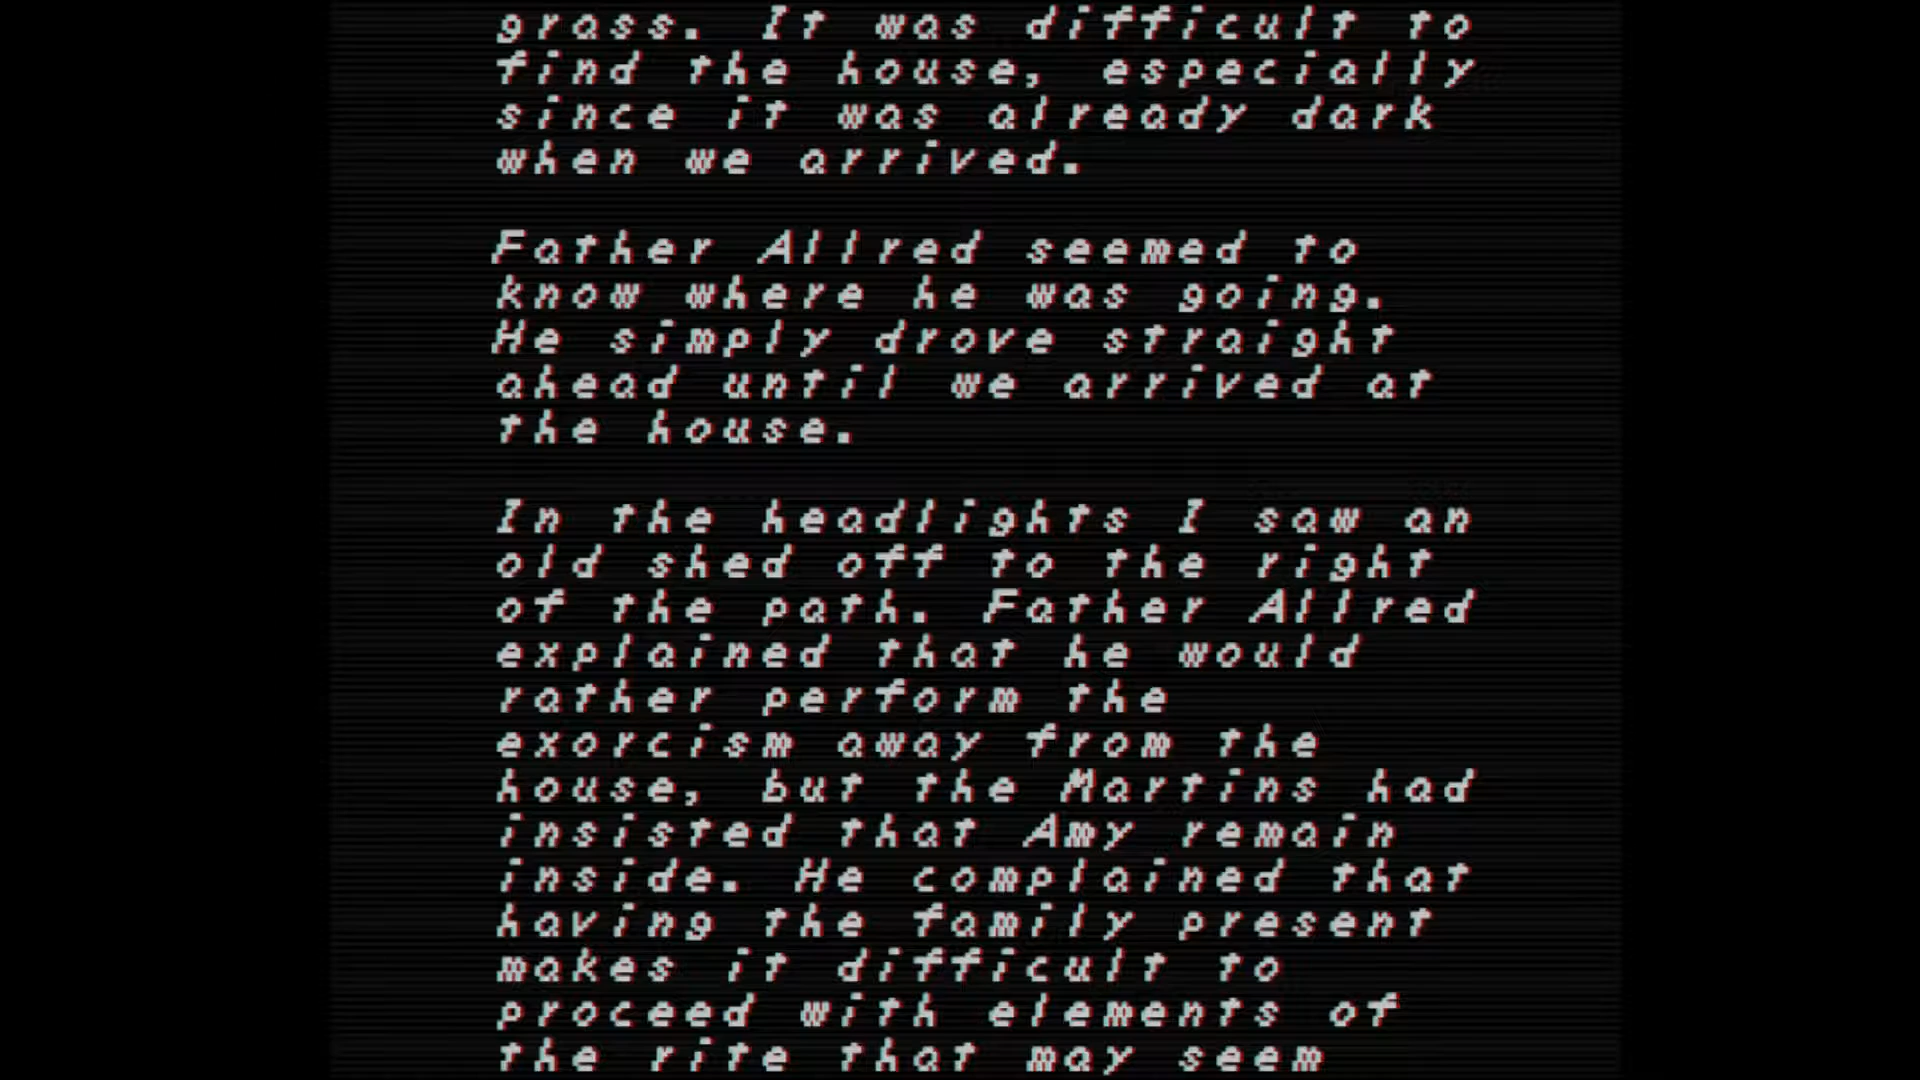 grass. It was difficult to
find the house, especially
since it was already dark
when we arrived.
Father Allred seemed to
know where he was going.
He simply drove straight
ahead until we arrived at
the house.
In the headlights I saw an
old shed off to the right
of the path. Father Allred
explained that he would
rather perform the
exorcism away from the
house, but the Martins had
insisted that Amy remain
inside. He complained that
having the family present
makes it difficult to
proceed with elements of
the rite that may seem